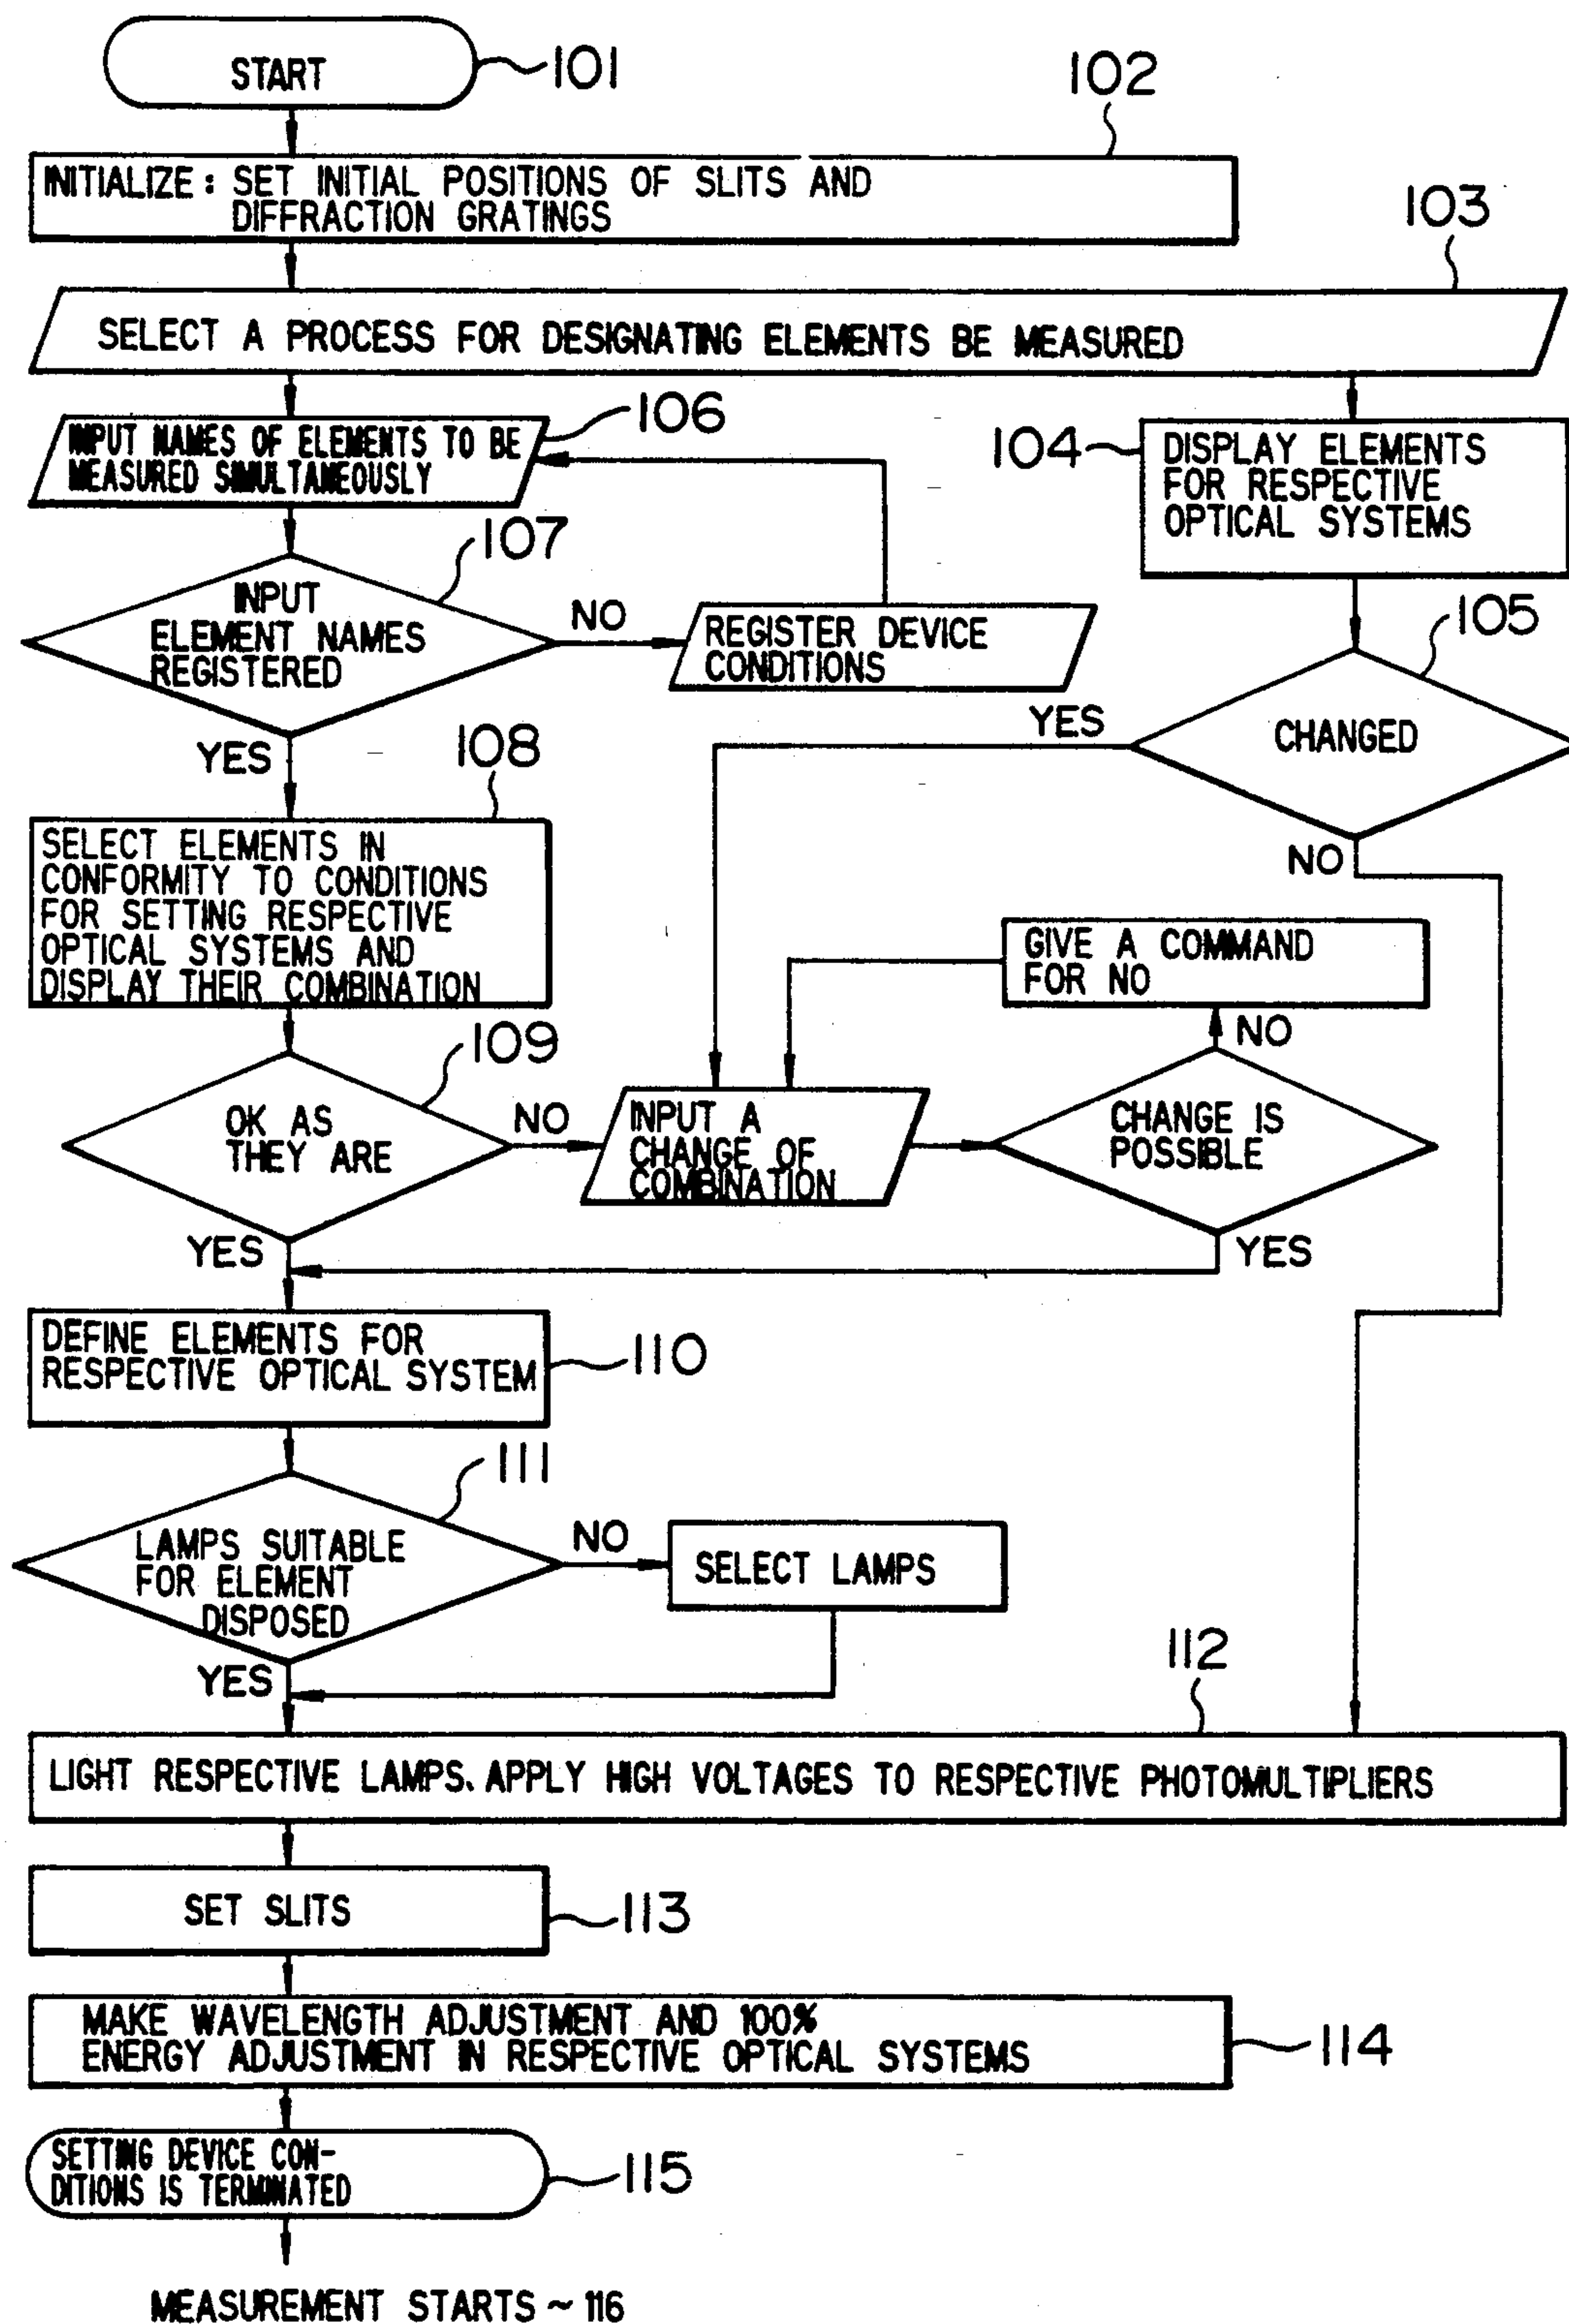 START
101
102
INITIALIZE : SET INITIAL POSITIONS OF SLITS AND
DIFFRACTION GRATINGS
103
SELECT A PROCESS FOR DESIGNATING ELEMENTS BE MEASURED
106
INPUT NAMES OF ELEMENTS TO BE
MEASURED SIMULTANEOUSLY
104
DISPLAY ELEMENTS
FOR RESPECTIVE
OPTICAL SYSTEMS
107
INPUT
ELEMENT NAMES
REGISTERED
NO
REGISTER DEVICE
CONDITIONS
105
CHANGED
YES
NO
YES
108
SELECT ELEMENTS IN
CONFORMITY TO CONDITIONS
FOR SETTING RESPECTIVE
OPTICAL SYSTEMS AND
DISPLAY THEIR COMBINATION
GIVE A COMMAND
FOR NO
NO
109
OK AS
THEY ARE
NO
INPUT A
CHANGE OF
COMBINATION
CHANGE IS
POSSIBLE
YES
YES
DEFINE ELEMENTS FOR
RESPECTIVE OPTICAL SYSTEM
110
111
LAMPS SUITABLE
FOR ELEMENT
DISPOSED
NO
SELECT LAMPS
YES
112
LIGHT RESPECTIVE LAMPS. APPLY HIGH VOLTAGES TO RESPECTIVE PHOTOMULTIPLIERS
SET SLITS
113
MAKE WAVELENGTH ADJUSTMENT AND 100%
ENERGY ADJUSTMENT IN RESPECTIVE OPTICAL SYSTEMS
114
SETTING DEVICE CON-
DITIONS IS TERMINATED
115
MEASUREMENT STARTS ~ 116